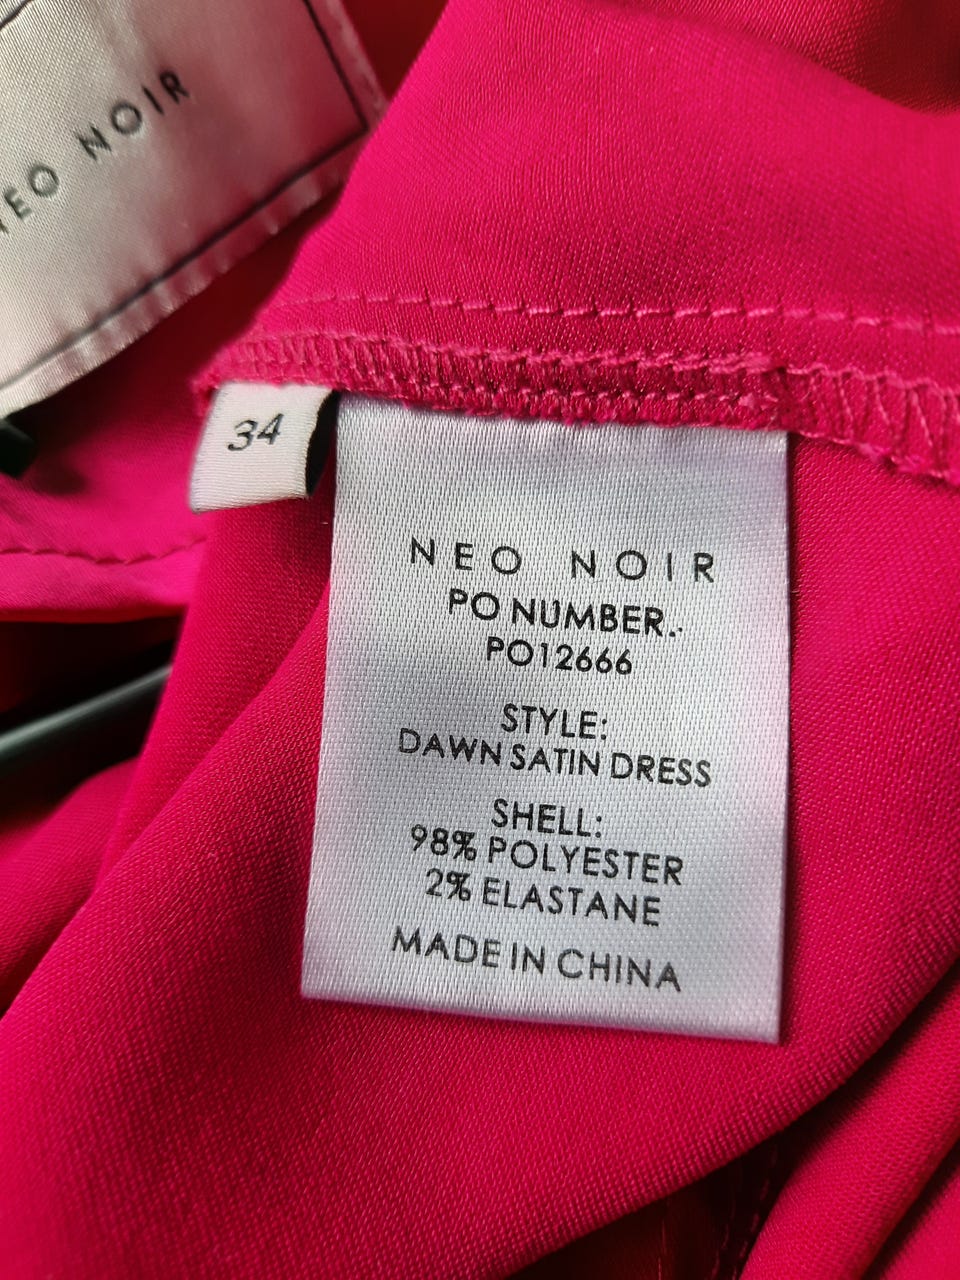 NEO NOIR
34
NEO NOIR
PO NUMBER.
PO12666
STYLE:
DAWN SATIN DRESS
SHELL:
98% POLYESTER
2% ELASTANE
MADE IN CHINA